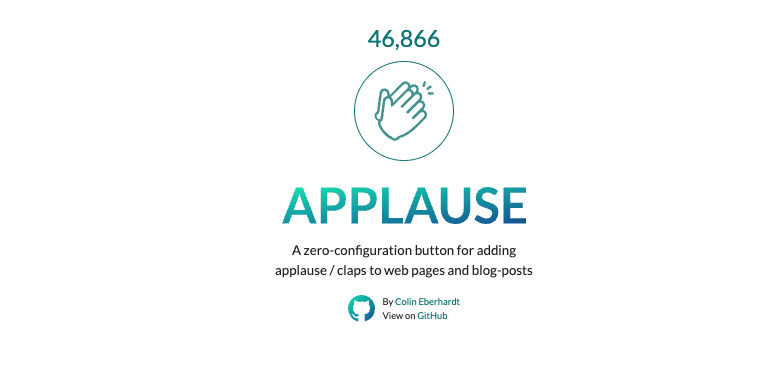 46,866
APPLAUSE
A zero-configuration button for adding
applause / claps to web pages and blog-posts
By Colin Eberhardt
View on GitHub